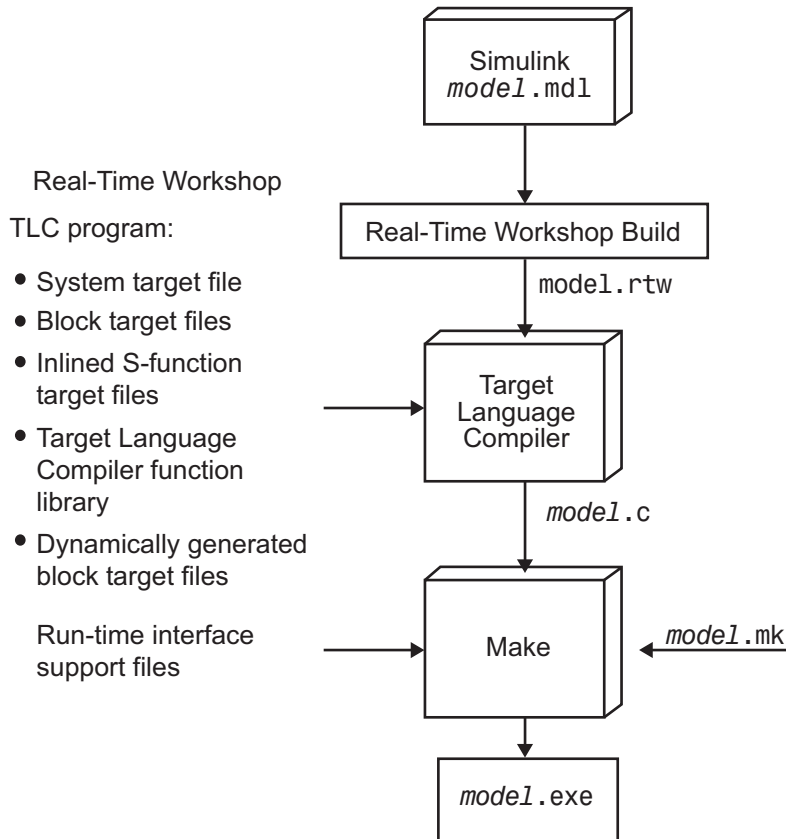 Simulink
model.mdl
Real-Time Workshop
TLC program:
• System target file
• Block target files
• Inlined S-function
target files
• Target Language
Compiler function
library
• Dynamically generated
block target files
Run-time interface
support files
Real-Time Workshop Build
model.rtw
Target
Language
Compiler
model.c
Make
model.mk
model.exe